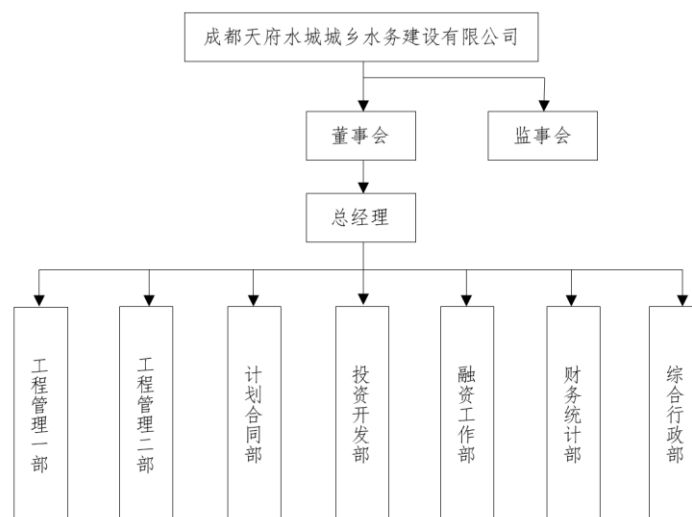 成都天府水城城乡水务建设有限公司
董事会
监事会
总经理
工程管理一部
工程管理二部
计划合同部
投资开发部
融资工作部
财务统计部
综合行政部